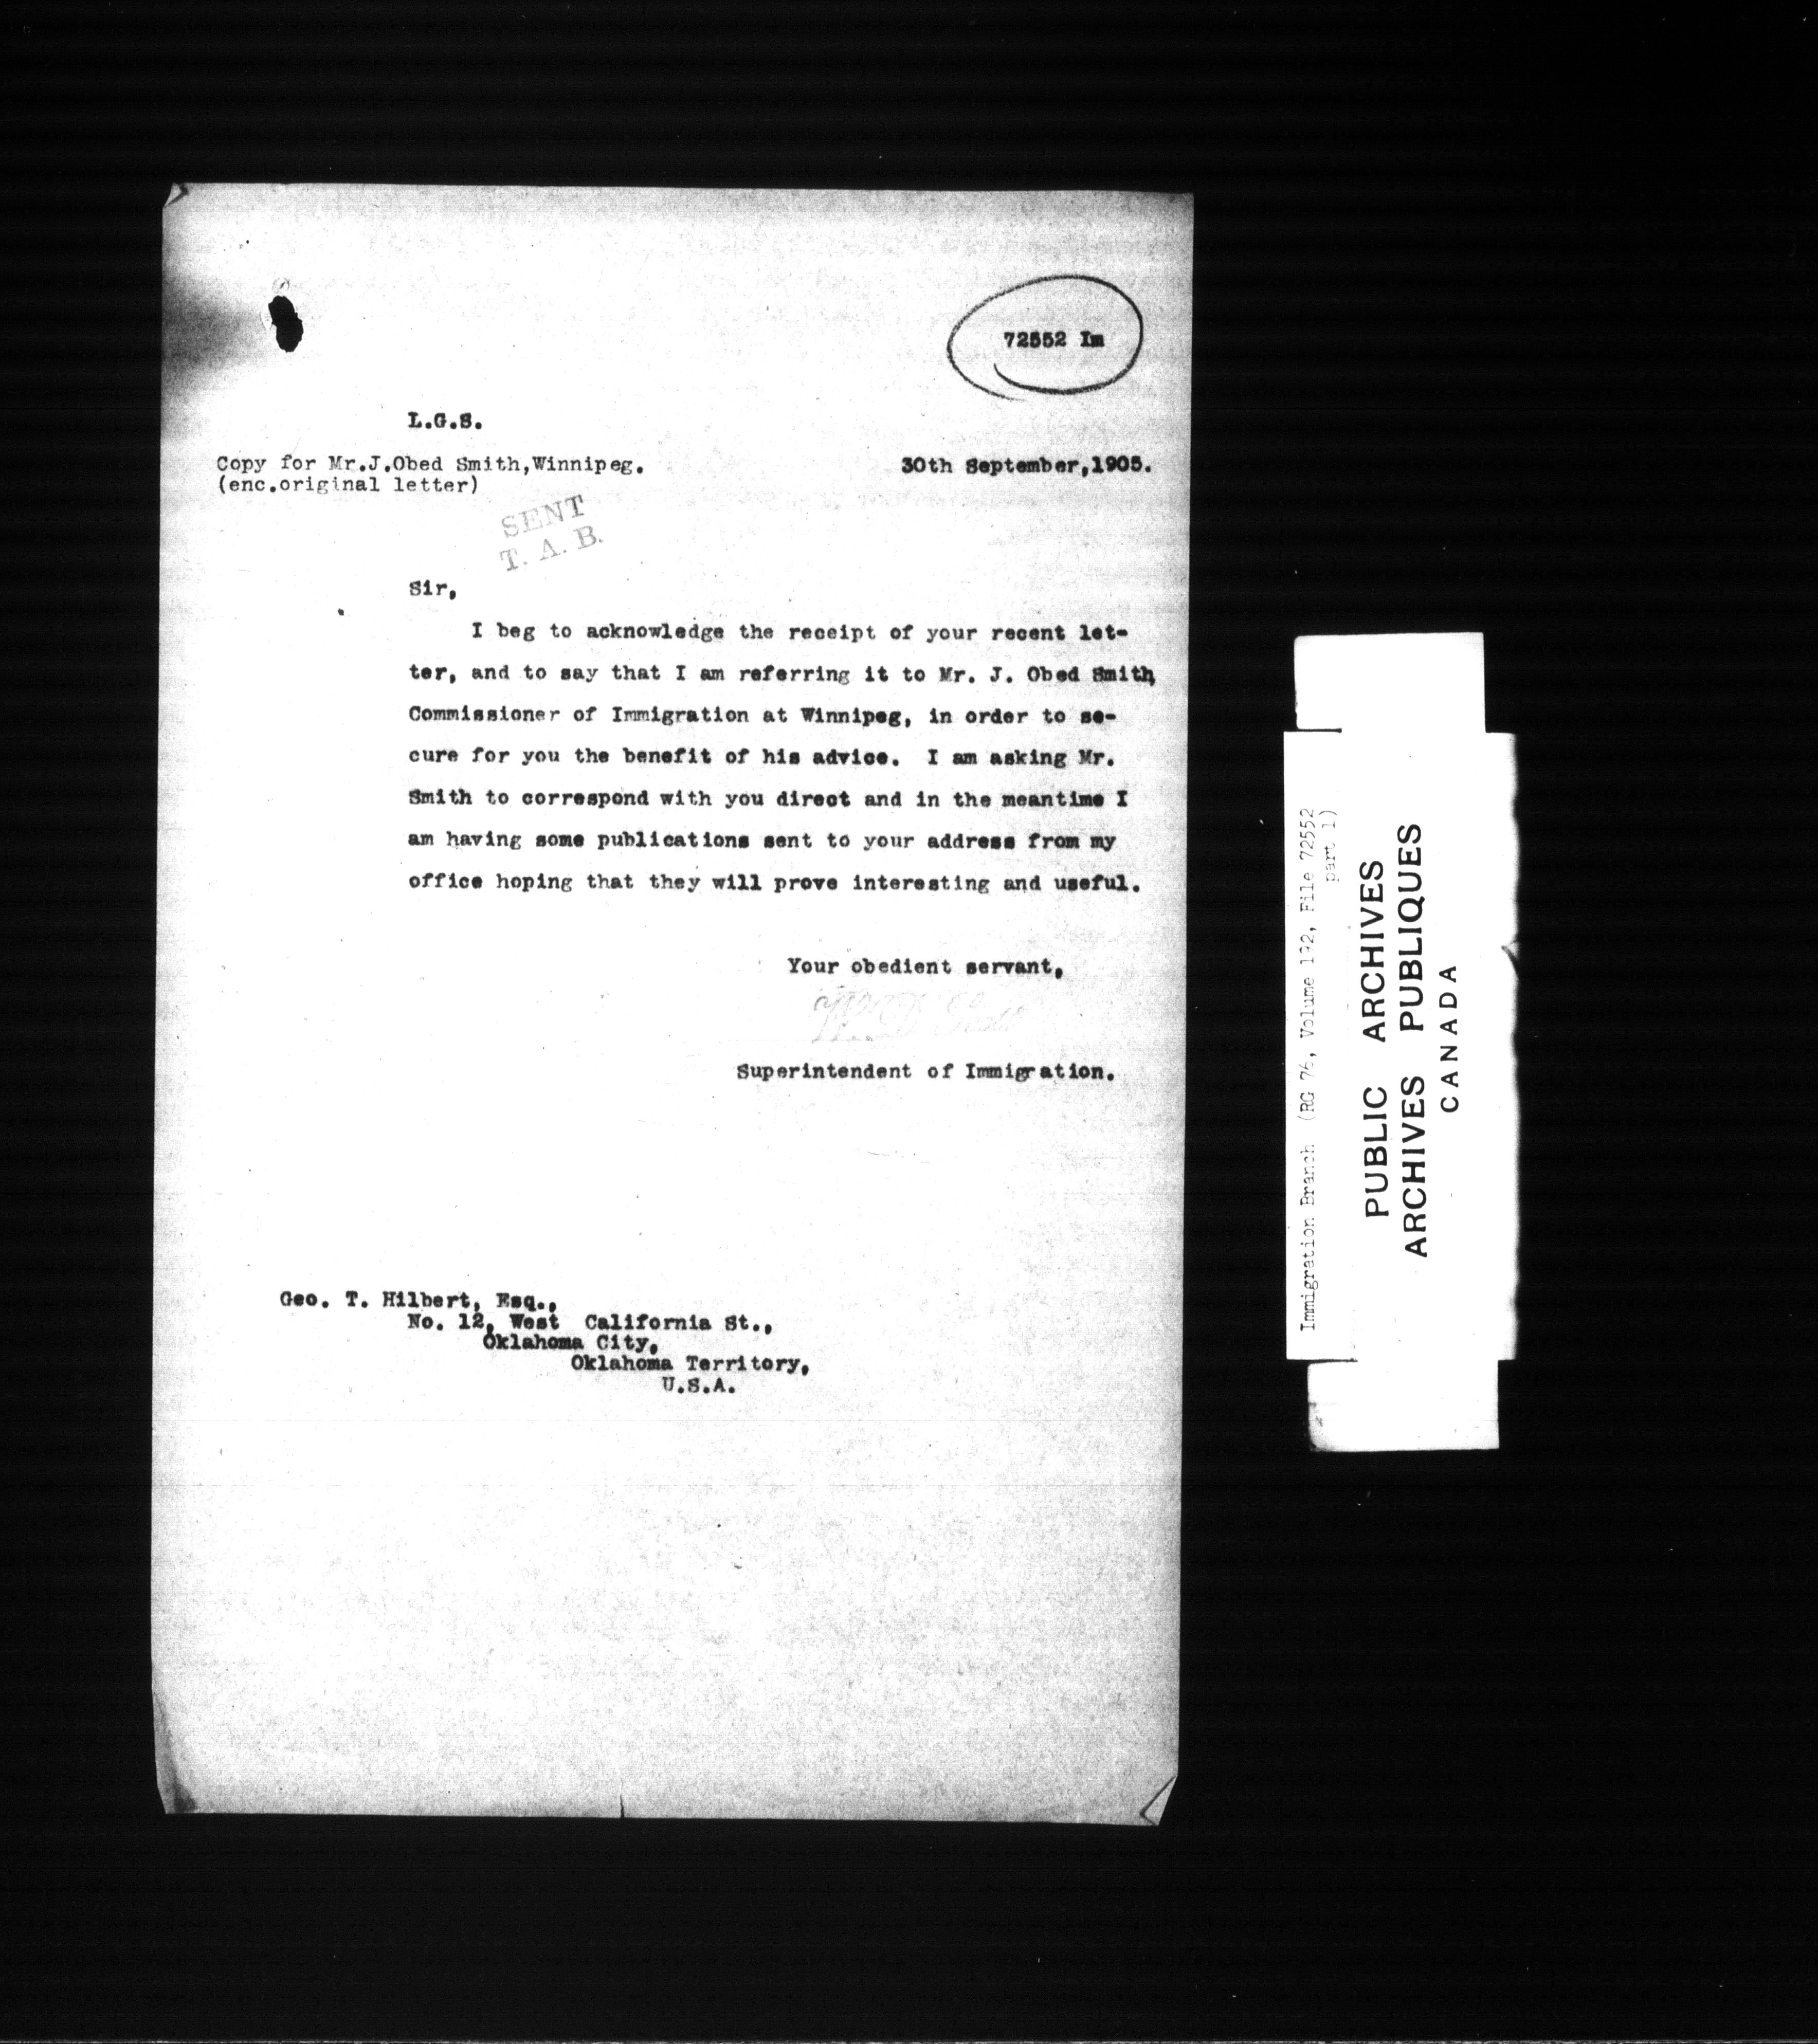 72552 Im
L.G.S.
Copy for Mr.J.Obed Smith,Winnipeg.
(enc.original letter)
30th September,1905.
SENT
T. A. B.
Sir,
I beg to acknowledge the receipt of your recent let-
ter, and to say that I am referring it to Mr. J. Obed Smith,
Commissioner of Immigration at Winnipeg, in order to se-
cure for you the benefit of his advice. I am asking Mr.
Smith to correspond with you direct and in the meantime I
am having some publications sent to your address from my
office hoping that they will prove interesting and useful.
Your obedient servant,
W. D. Scott
Superintendent of Immigration.
Geo. T. Hilbert, Esq.,
No. 12, West California St.,
Oklahoma City,
Oklahoma Territory,
U.S.A.
Immigration Branch (RG 76, Volume 192, File 72552
part 1)
PUBLIC ARCHIVES
ARCHIVES PUBLIQUES
CANADA